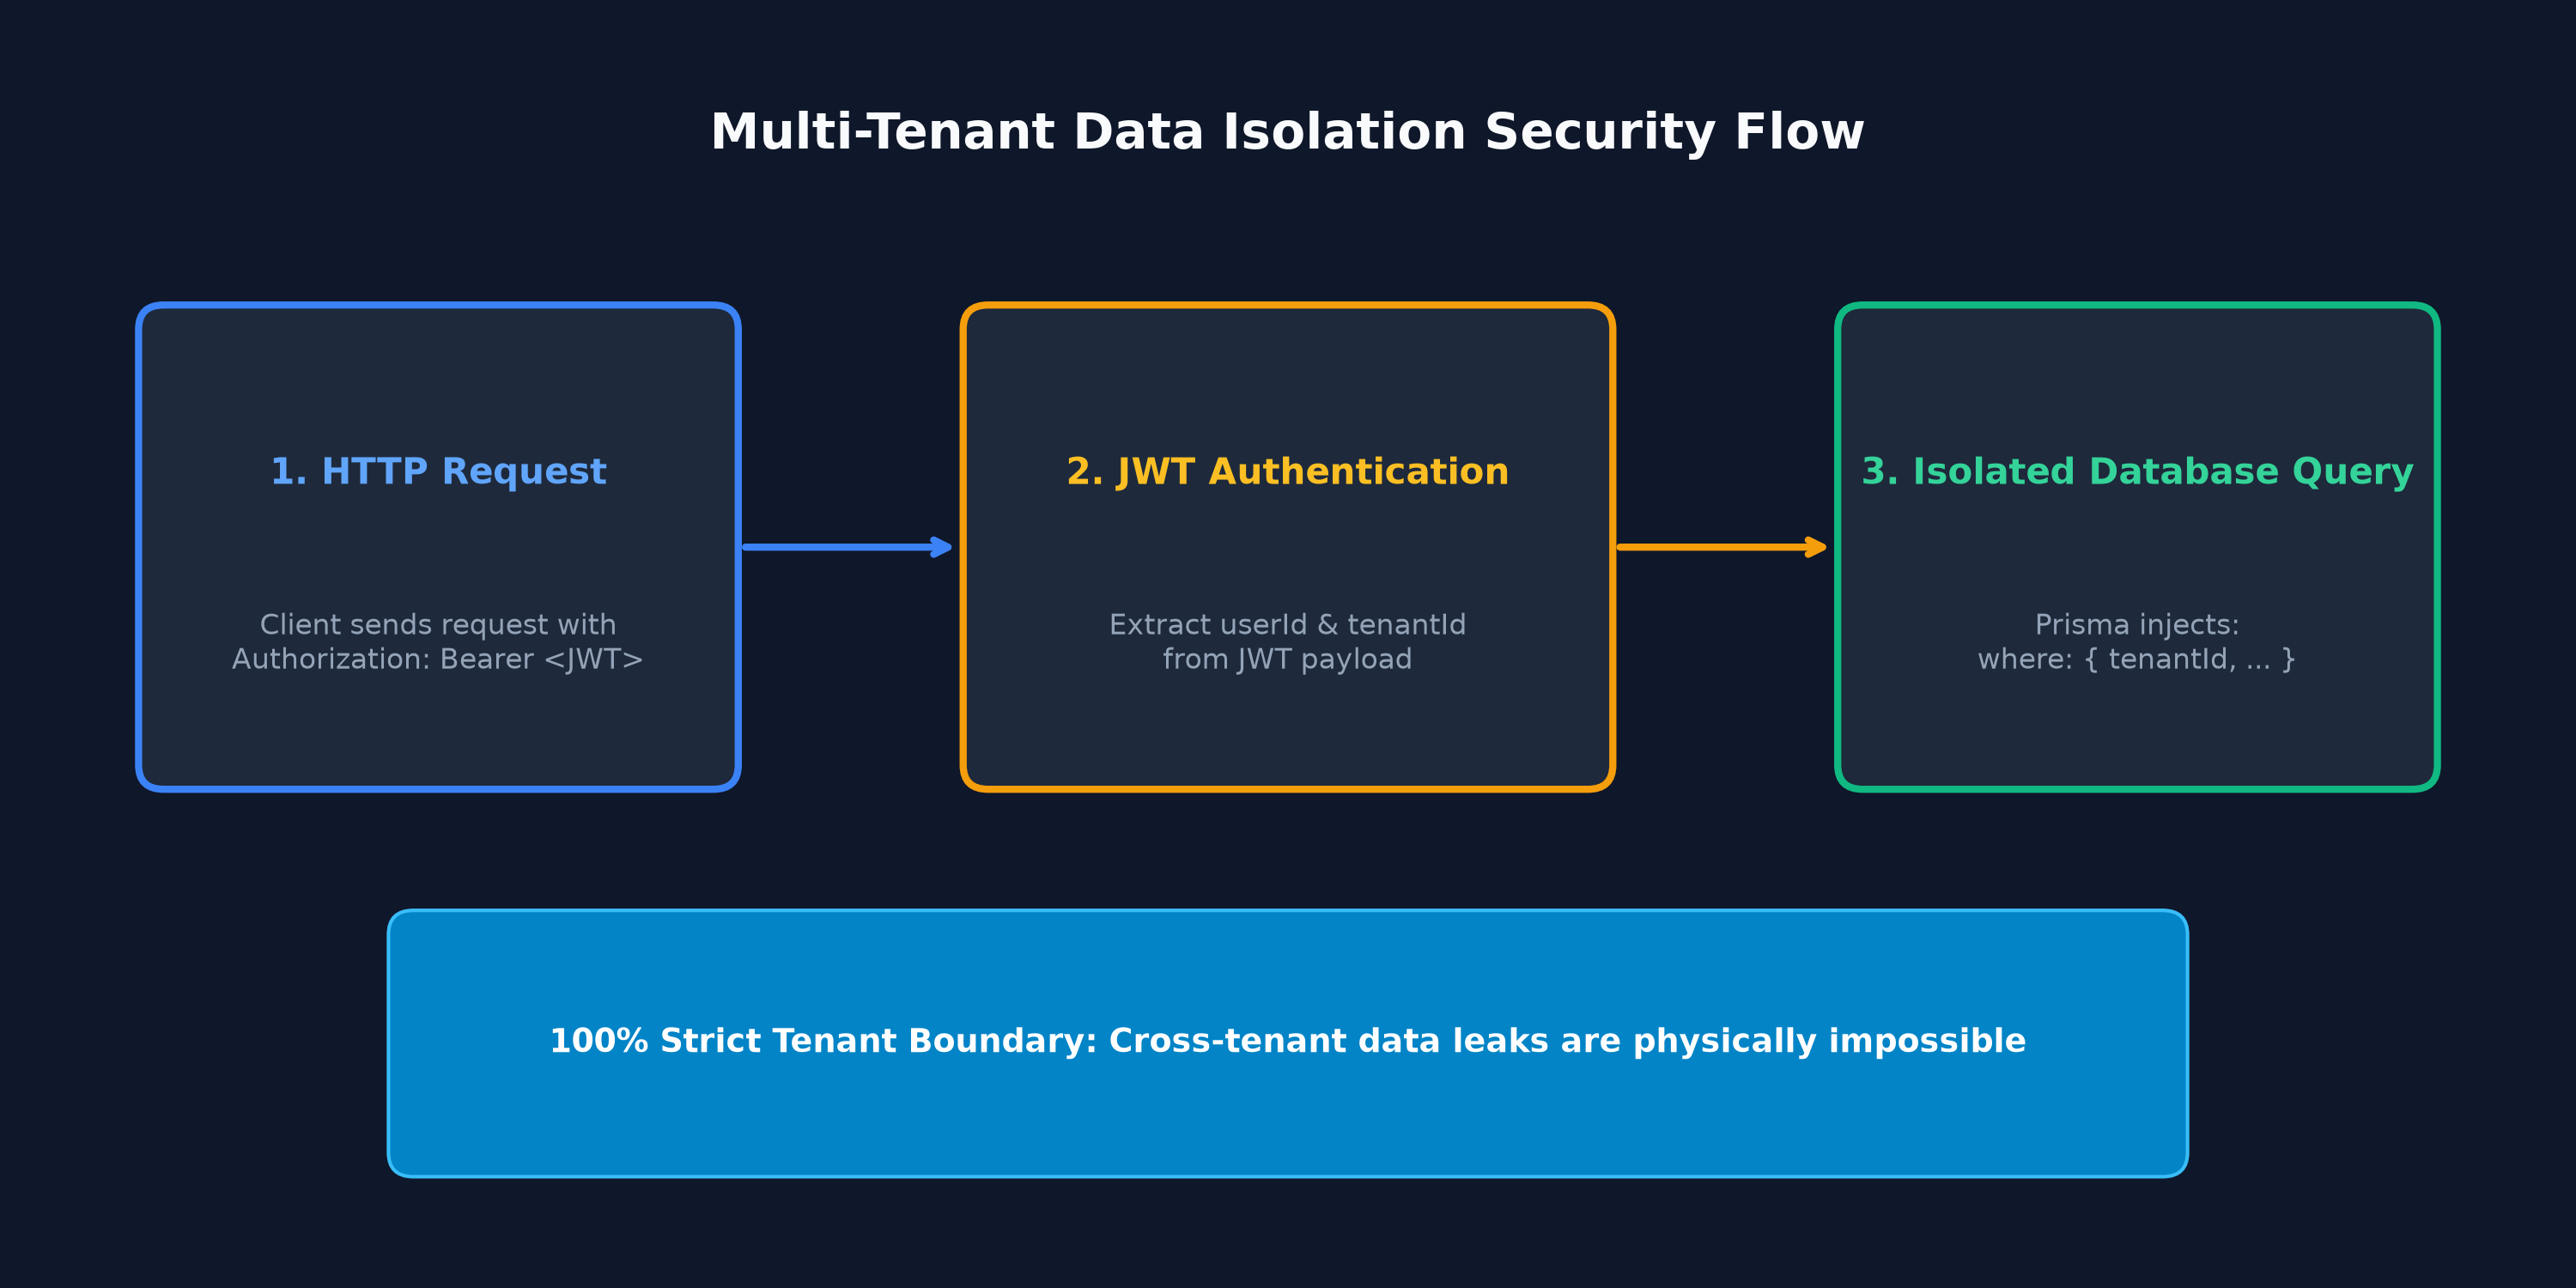 Multi-Tenant Data Isolation Security Flow
1. HTTP Request
Client sends request with
Authorization: Bearer <JWT>
2. JWT Authentication
Extract userId & tenantId
from JWT payload
3. Isolated Database Query
Prisma injects:
where: { tenantId, ... }
100% Strict Tenant Boundary: Cross-tenant data leaks are physically impossible